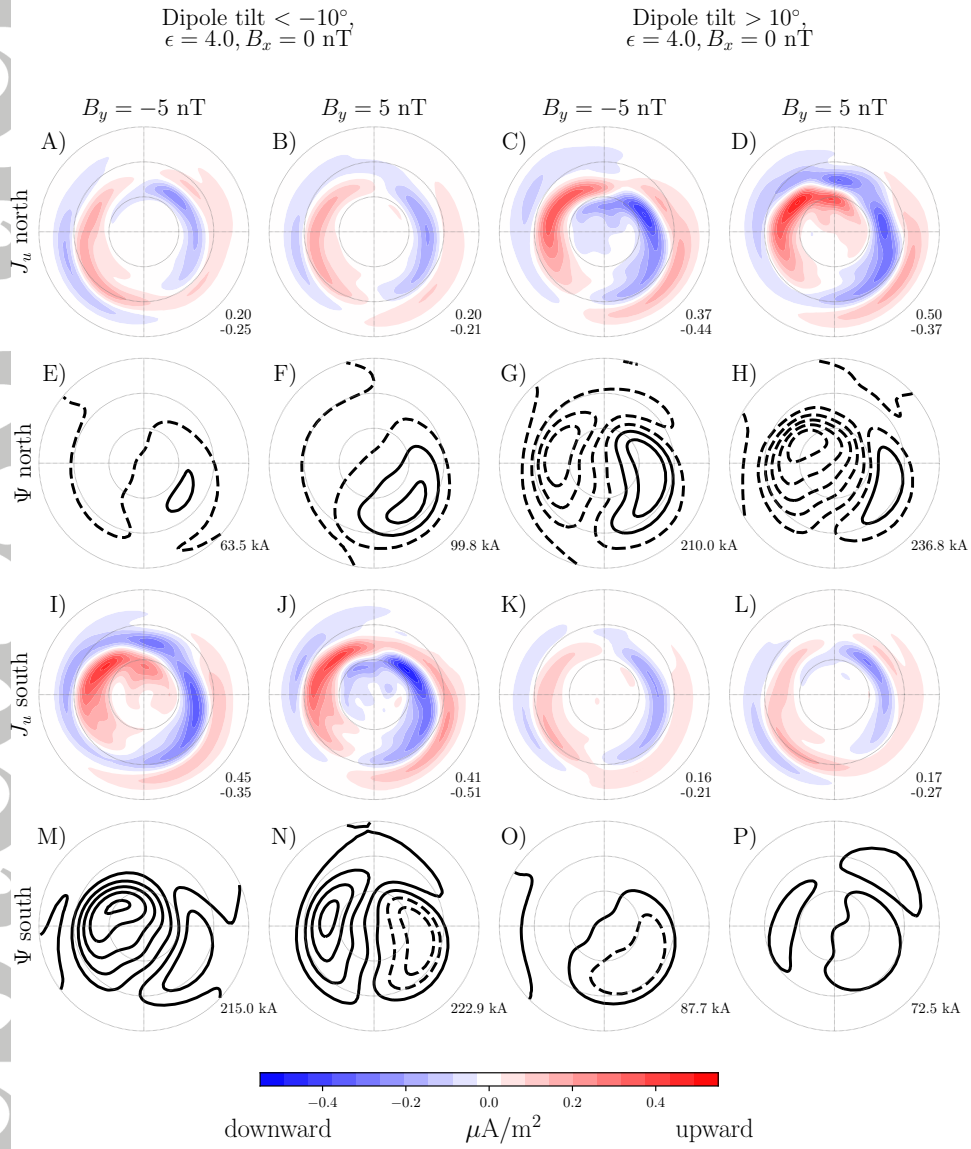 Dipole tilt < −10°,
ϵ = 4.0, Bₓ = 0 nT
Dipole tilt > 10°,
ϵ = 4.0, Bₓ = 0 nT
B_y = −5 nT
B_y = 5 nT
B_y = −5 nT
B_y = 5 nT
J_u north
A)
0.20
-0.25
B)
0.20
-0.21
C)
0.37
-0.44
D)
0.50
-0.37
Ψ north
E)
63.5 kA
F)
99.8 kA
G)
210.0 kA
H)
236.8 kA
J_u south
I)
0.45
-0.35
J)
0.41
-0.51
K)
0.16
-0.21
L)
0.17
-0.27
Ψ south
M)
215.0 kA
N)
222.9 kA
O)
87.7 kA
P)
72.5 kA
−0.4 −0.2 0.0 0.2 0.4
downward μA/m² upward